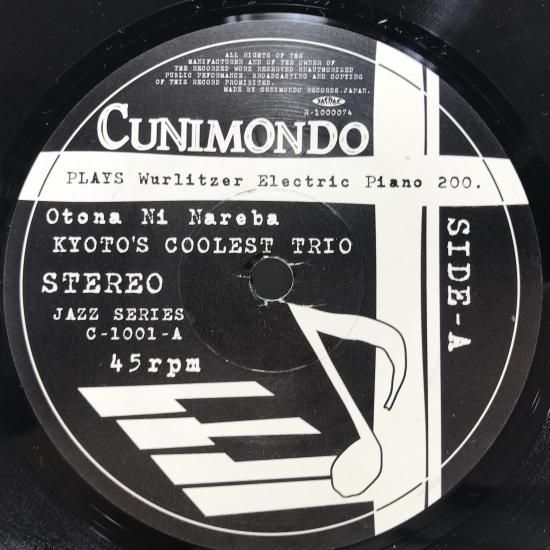 ALL RIGHTS OF THE
MANUFACTURER AND OF THE OWNER OF
THE RECORDED WORK RESERVED UNAUTHORIZED
PUBLIC PEFORMANCE. BROADCASTING AND COPYING
OF THIS RECORD PROHIBITED.
MADE BY CUNIMONDO RECORDS.JAPAN.
JASRAC
R-1000074
CUNIMONDO
PLAYS Wurlitzer Electric Piano 200.
Otona Ni Nareba
KYOTO'S COOLEST TRIO
STEREO
JAZZ SERIES
C-1001-A
45rpm
SIDE-A